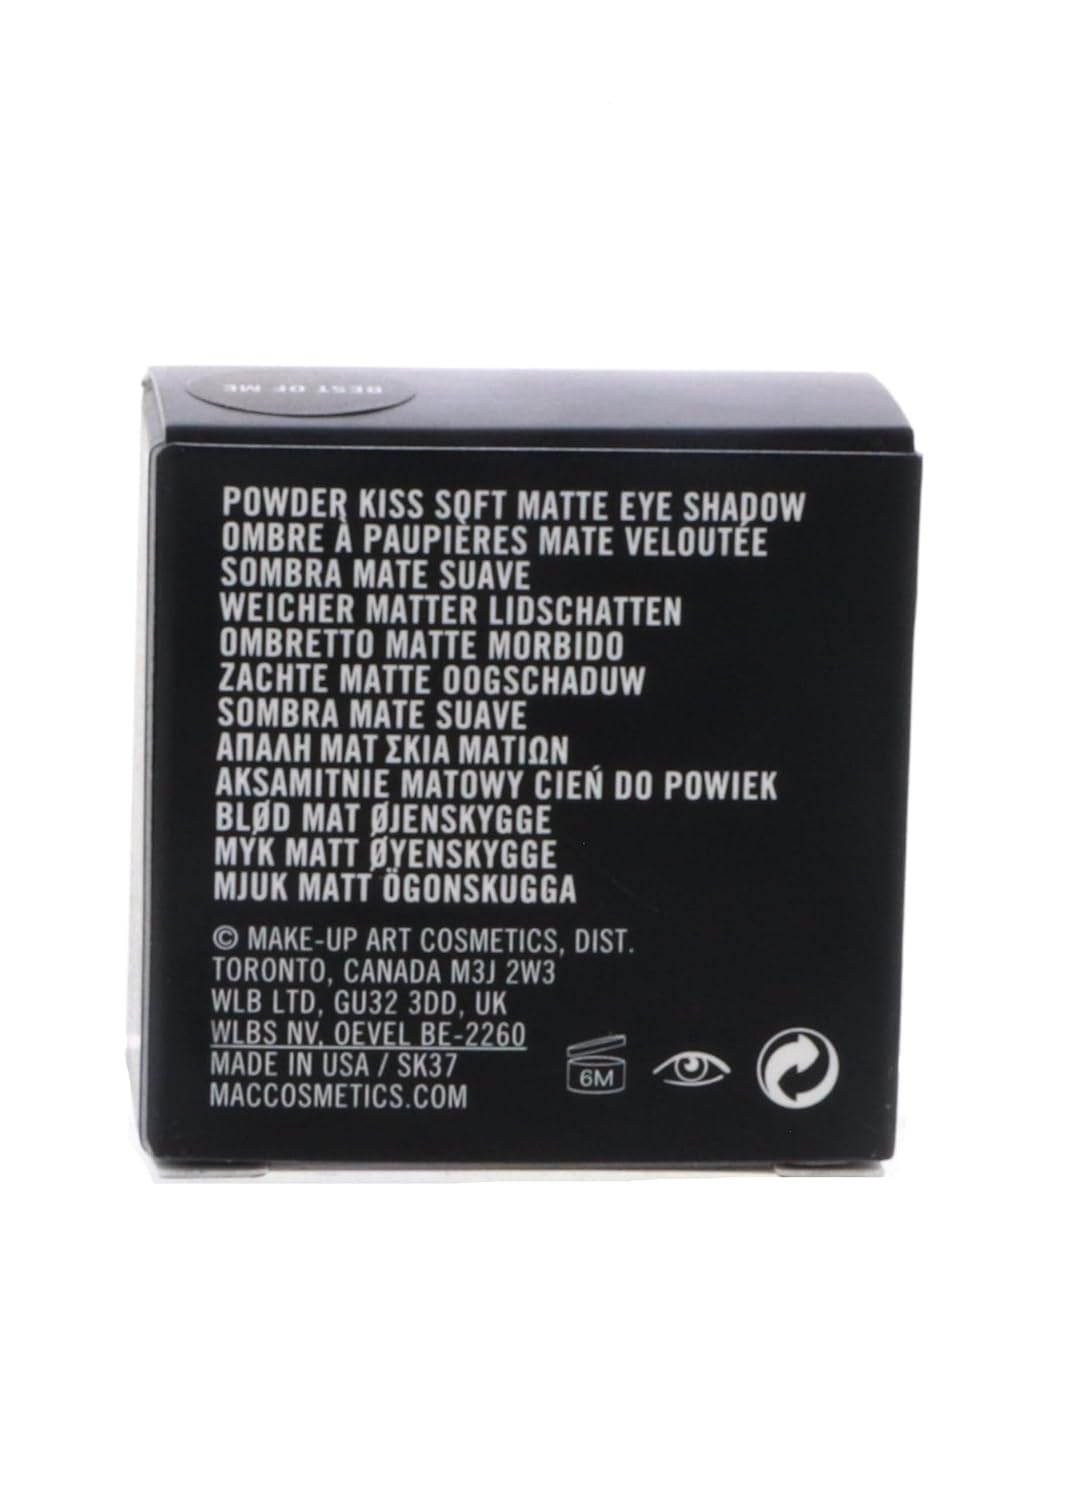 BEST OF ME
POWDER KISS SOFT MATTE EYE SHADOW
OMBRE À PAUPIÈRES MATE VELOUTÉE
SOMBRA MATE SUAVE
WEICHER MATTER LIDSCHATTEN
OMBRETTO MATTE MORBIDO
ZACHTE MATTE OOGSCHADUW
SOMBRA MATE SUAVE
ΑΠΑΛΗ ΜΑΤ ΣΚΙΑ ΜΑΤΙΩΝ
AKSAMITNIE MATOWY CIEŃ DO POWIEK
BLØD MAT ØJENSKYGGE
MYK MATT ØYENSKYGGE
MJUK MATT ÖGONSKUGGA
© MAKE-UP ART COSMETICS, DIST.
TORONTO, CANADA M3J 2W3
WLB LTD, GU32 3DD, UK
WLBS NV, OEVEL BE-2260
MADE IN USA / SK37
MACCOSMETICS.COM
6M